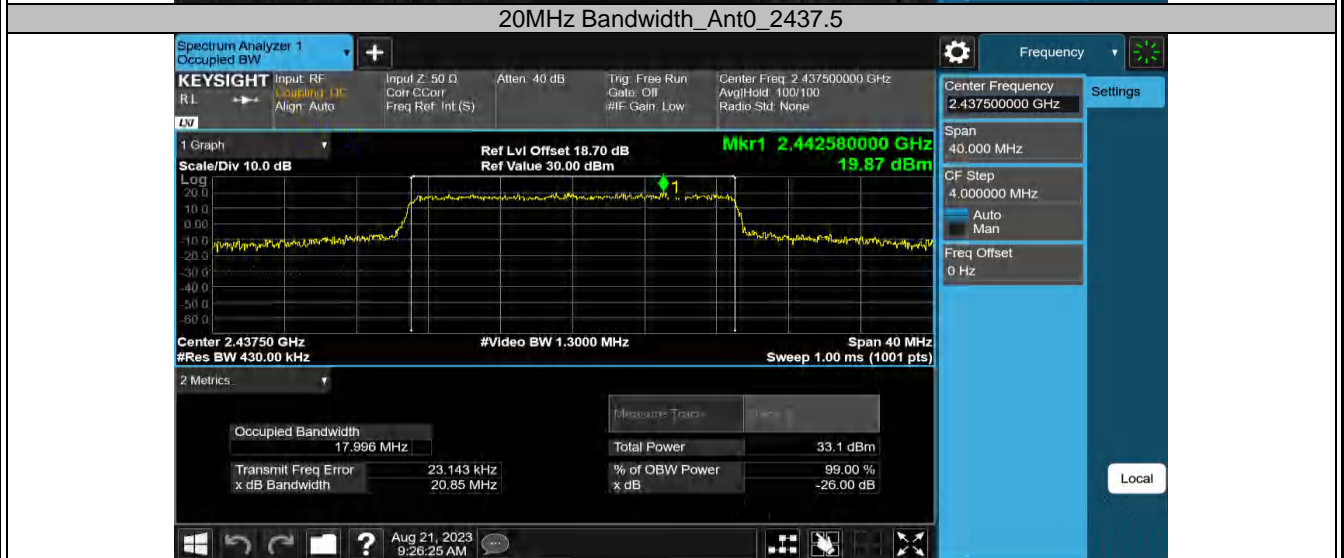 20MHz Bandwidth_Ant0_2437.5
Spectrum Analyzer 1
Occupied BW
+
Frequency
KEYSIGHT
Input: RF
Input Z: 50 Ω
Atten: 40 dB
Trig: Free Run
Center Freq: 2.437500000 GHz
RL
Coupling: DC
Corr CCorr
Gate: Off
Avg|Hold: 100/100
Align: Auto
Freq Ref: Int (S)
#IF Gain: Low
Radio Std: None
LXI
Center Frequency
2.437500000 GHz
Settings
Span
40.000 MHz
CF Step
4.000000 MHz
Auto
Man
Freq Offset
0 Hz
1 Graph
Ref Lvl Offset 18.70 dB
Mkr1 2.442580000 GHz
Scale/Div 10.0 dB
Ref Value 30.00 dBm
19.87 dBm
Log
20.0
10.0
0.00
-10.0
-20.0
-30.0
-40.0
-50.0
-60.0
1
Center 2.43750 GHz
#Video BW 1.3000 MHz
Span 40 MHz
#Res BW 430.00 kHz
Sweep 1.00 ms (1001 pts)
2 Metrics
Measure Trace
Occupied Bandwidth
17.996 MHz
Total Power
33.1 dBm
Transmit Freq Error
23.143 kHz
% of OBW Power
99.00 %
x dB Bandwidth
20.85 MHz
x dB
-26.00 dB
Local
?
Aug 21, 2023
9:26:25 AM